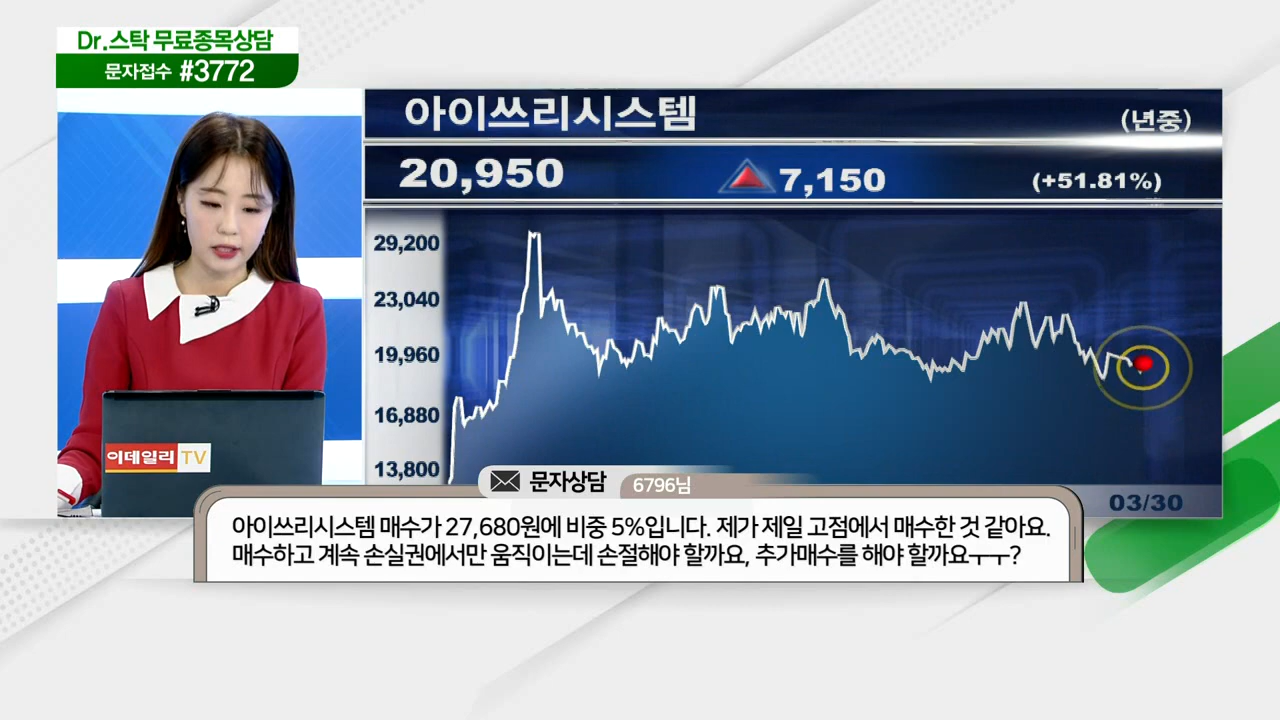 Dr.스탁 무료종목상담
문자접수 #3772
아이쓰리시스템 (년중)
20,950 7,150 (+51.81%)
29,200
23,040
19,960
16,880
13,800
03/30
이데일리TV
문자상담 6796님
아이쓰리시스템 매수가 27,680원에 비중 5%입니다. 제가 제일 고점에서 매수한 것 같아요.
매수하고 계속 손실권에서만 움직이는데 손절해야 할까요, 추가매수를 해야 할까요ㅜㅜ?